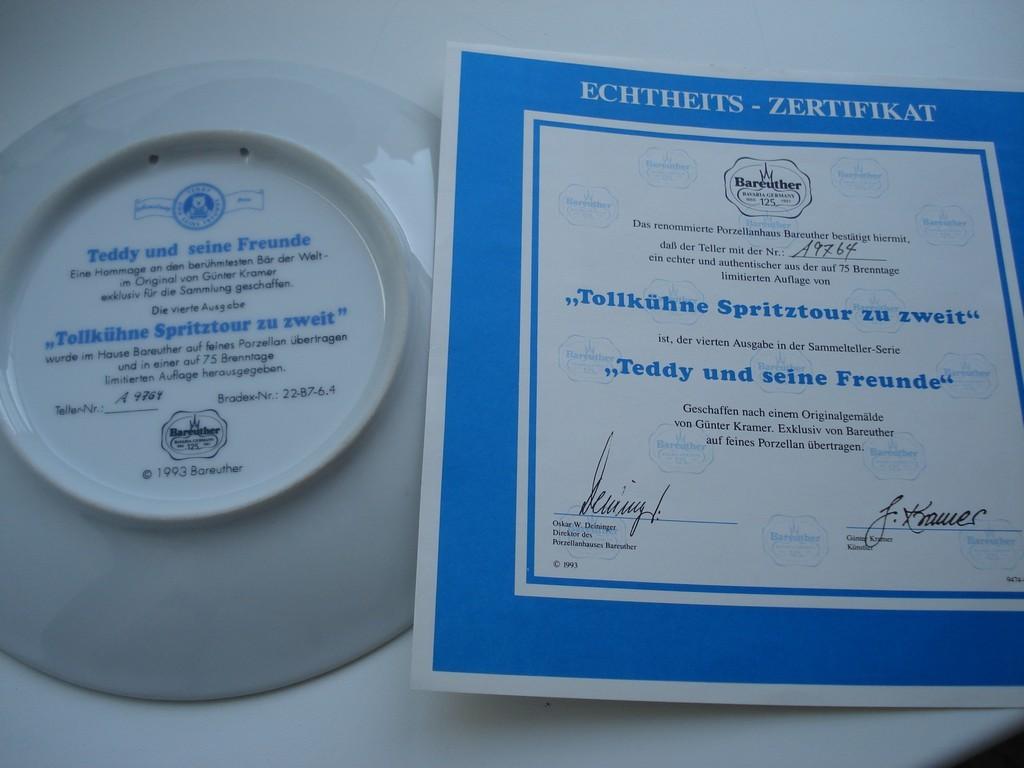 Teddy und seine Freunde
Eine Hommage an den berühmtesten Bär der Welt-
im Original von Günter Kramer
exklusiv für die Sammlung geschaffen.
Die vierte Ausgabe
„Tollkühne Spritztour zu zweit”
wurde im Hause Bareuther auf feines Porzellan übertragen
und in einer auf 75 Brenntage
limitierten Auflage herausgegeben.
Teller-Nr.: A 9764 Bradex-Nr.: 22-B7-6.4
Bareuther
BAVARIA GERMANY
125
© 1993 Bareuther
ECHTHEITS - ZERTIFIKAT
Bareuther
BAVARIA GERMANY
125
Das renommierte Porzellanhaus Bareuther bestätigt hiermit,
daß der Teller mit der Nr.: A9764
ein echter und authentischer aus der auf 75 Brenntage
limitierten Auflage von
„Tollkühne Spritztour zu zweit“
ist, der vierten Ausgabe in der Sammelteller-Serie
„Teddy und seine Freunde“
Geschaffen nach einem Originalgemälde
von Günter Kramer. Exklusiv von Bareuther
auf feines Porzellan übertragen.
Oskar W. Deininger
Direktor des
Porzellanhauses Bareuther
© 1993
G. Kramer
Günter Kramer
Künstler